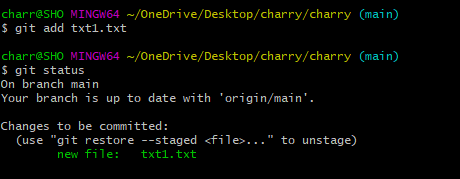 charr@SHO MINGW64 ~/OneDrive/Desktop/charry/charry (main)
$ git add txt1.txt
charr@SHO MINGW64 ~/OneDrive/Desktop/charry/charry (main)
$ git status
On branch main
Your branch is up to date with 'origin/main'.
Changes to be committed:
  (use "git restore --staged <file>..." to unstage)
        new file:   txt1.txt